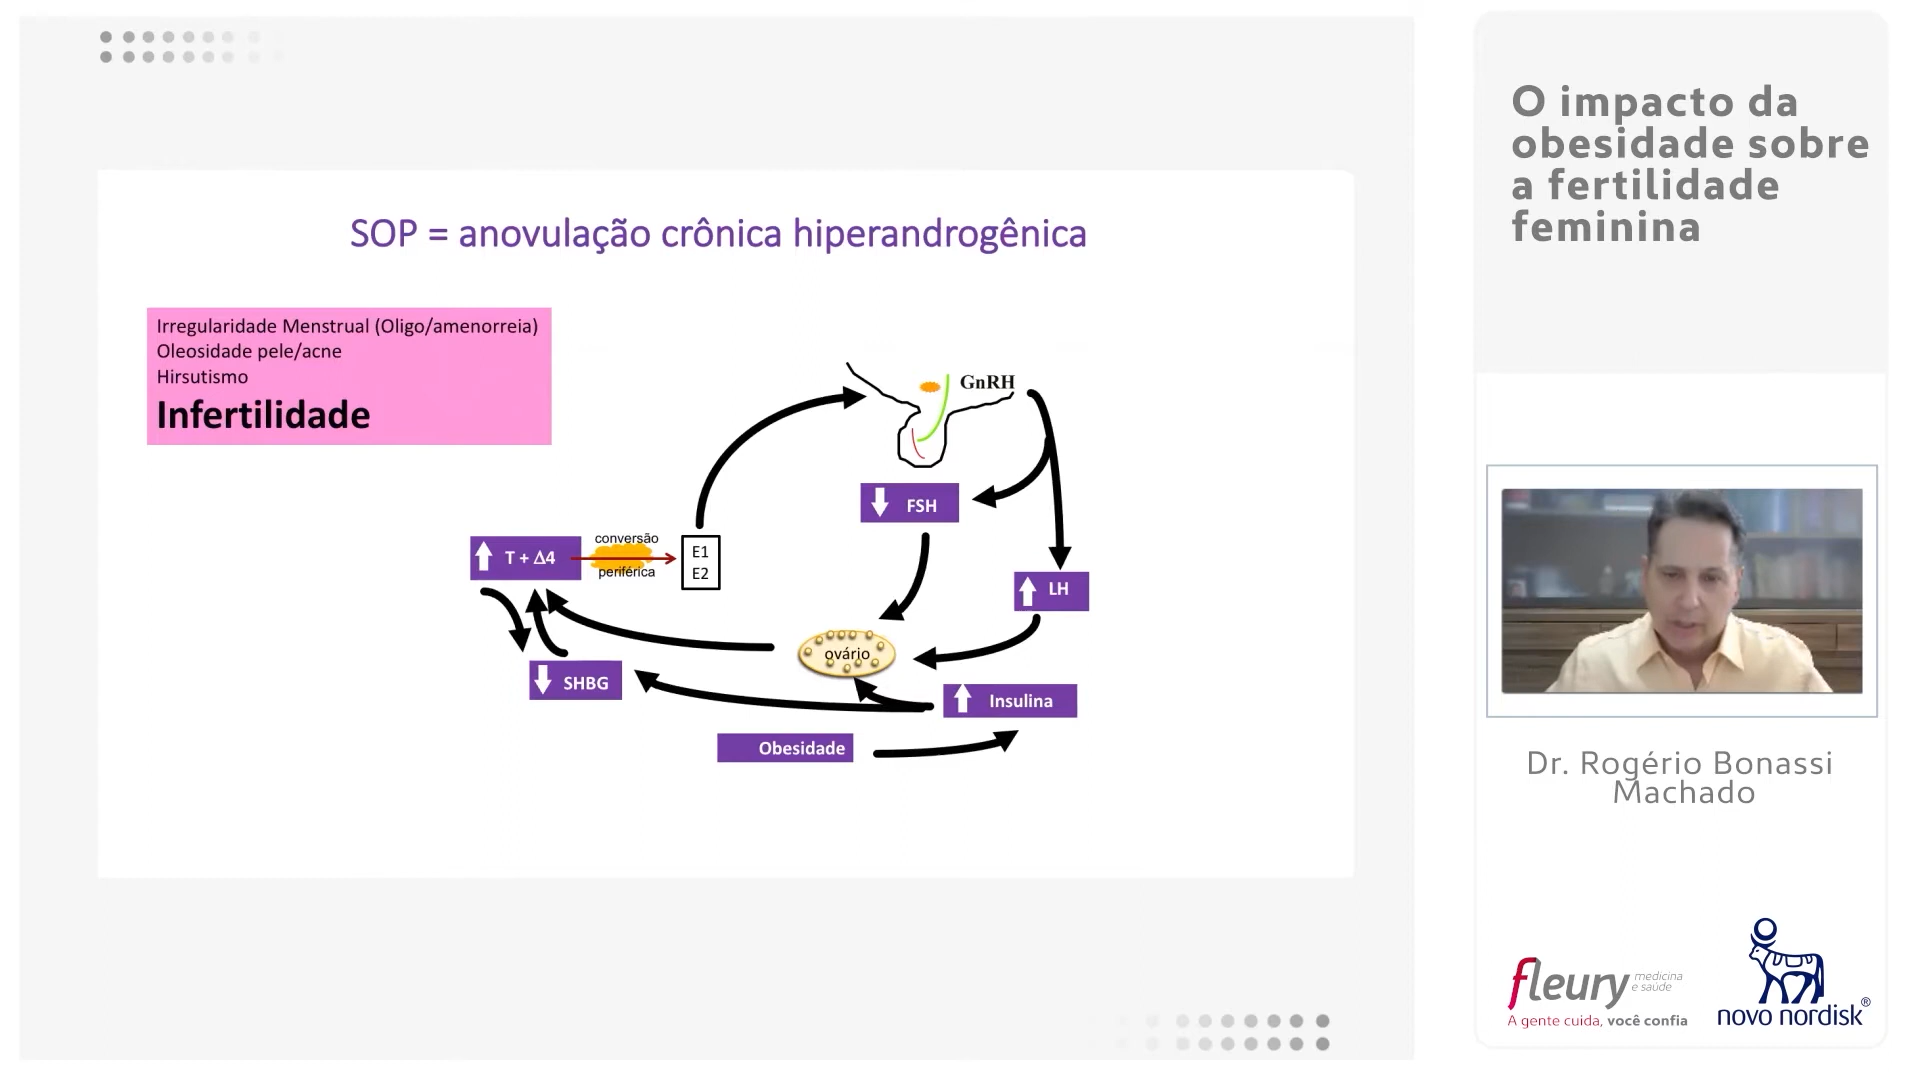 SOP = anovulação crônica hiperandrogênica
Irregularidade Menstrual (Oligo/amenorreia)
Oleosidade pele/acne
Hirsutismo
Infertilidade
GnRH
FSH
conversão
T + Δ4
E1
periférica
E2
LH
ovário
SHBG
Insulina
Obesidade
O impacto da
obesidade sobre
a fertilidade
feminina
Dr. Rogério Bonassi
Machado
fleury medicina
e saúde
A gente cuida, você confia
novo nordisk®